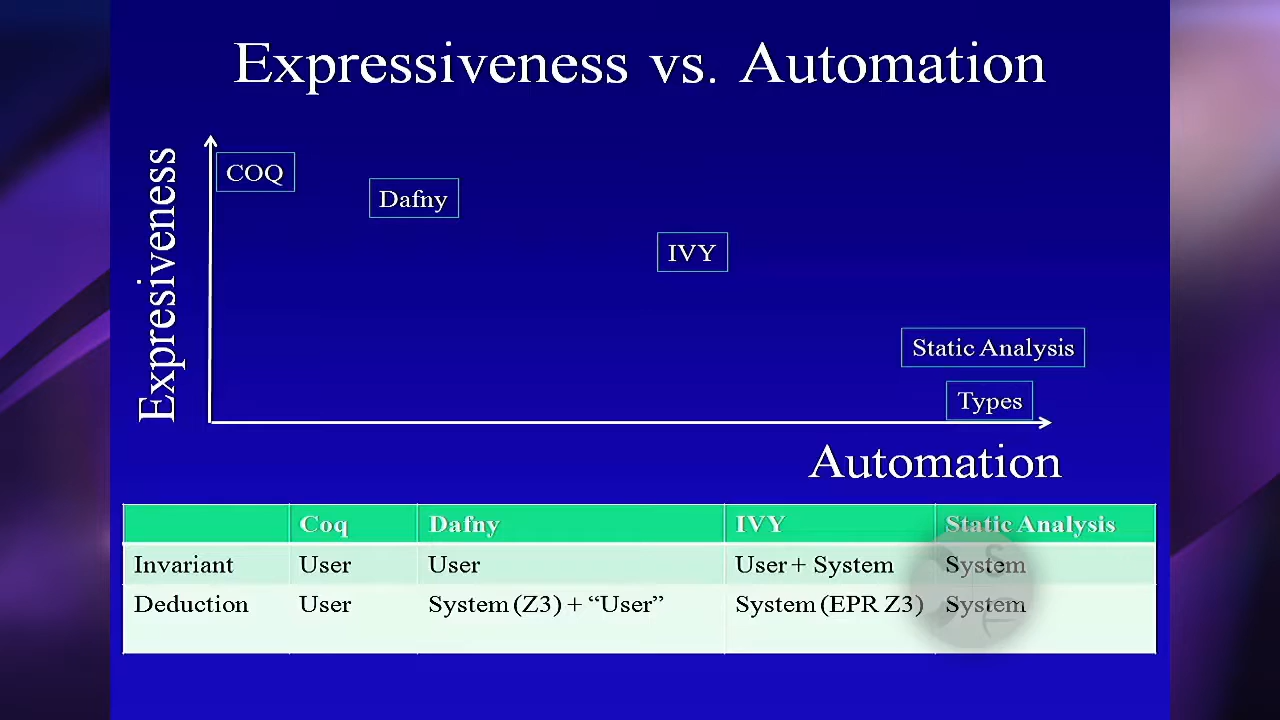 Expressiveness vs. Automation
Expresiveness
COQ
Dafny
IVY
Static Analysis
Types
Automation
Coq Dafny IVY Static Analysis
Invariant User User User + System System
Deduction User System (Z3) + “User” System (EPR Z3) System